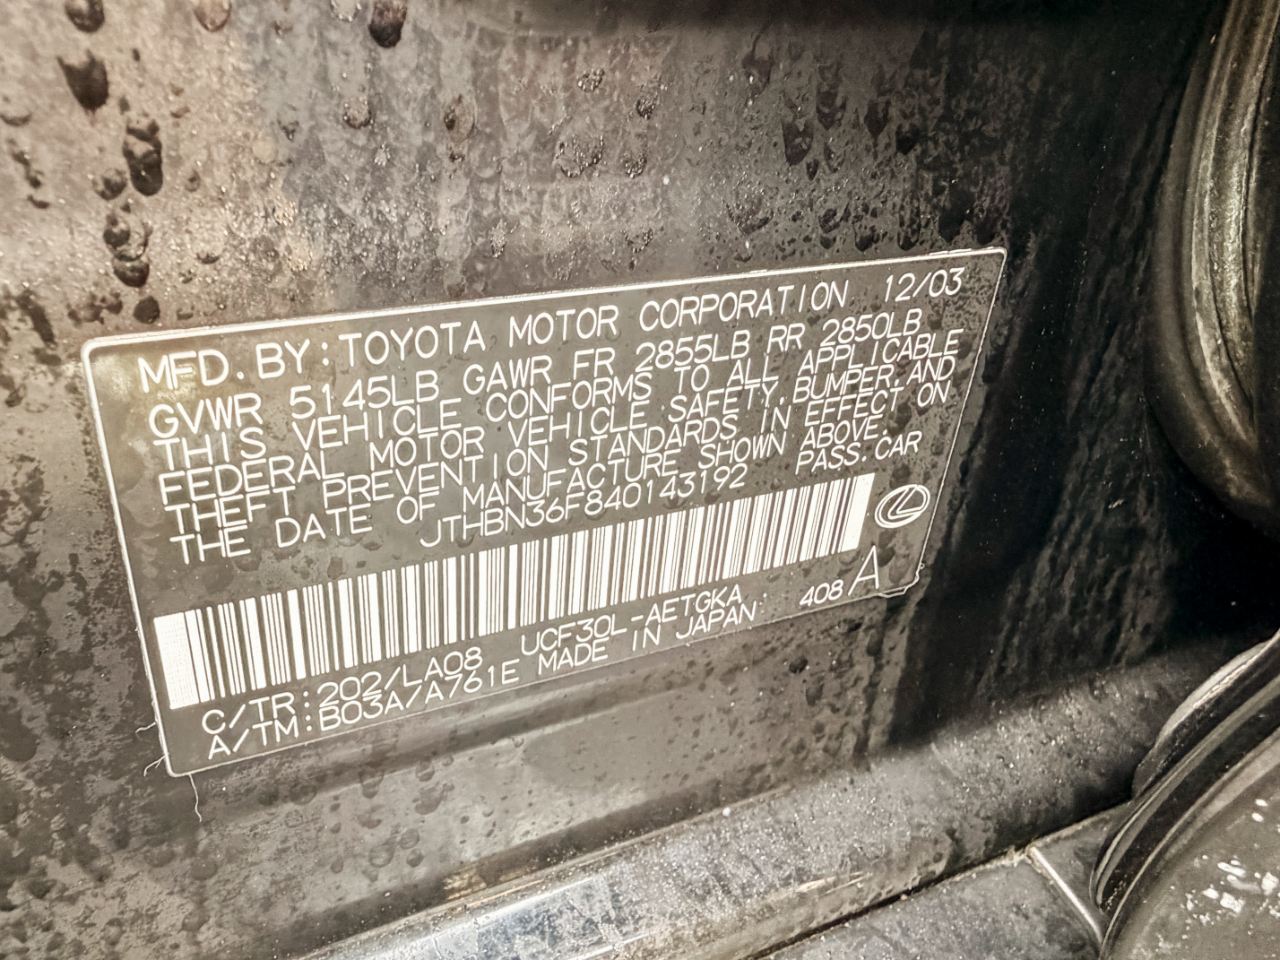 MFD. BY: TOYOTA MOTOR CORPORATION 12/03
GVWR 5145LB GAWR FR 2855LB RR 2850LB
THIS VEHICLE CONFORMS TO ALL APPLICABLE
FEDERAL MOTOR VEHICLE SAFETY, BUMPER, AND
THEFT PREVENTION STANDARDS IN EFFECT ON
THE DATE OF MANUFACTURE SHOWN ABOVE.
JTHBN36F840143192 PASS. CAR
C/TR: 202/LA08 UCF30L-AETGKA 408 A
A/TM: B03A/A761E MADE IN JAPAN